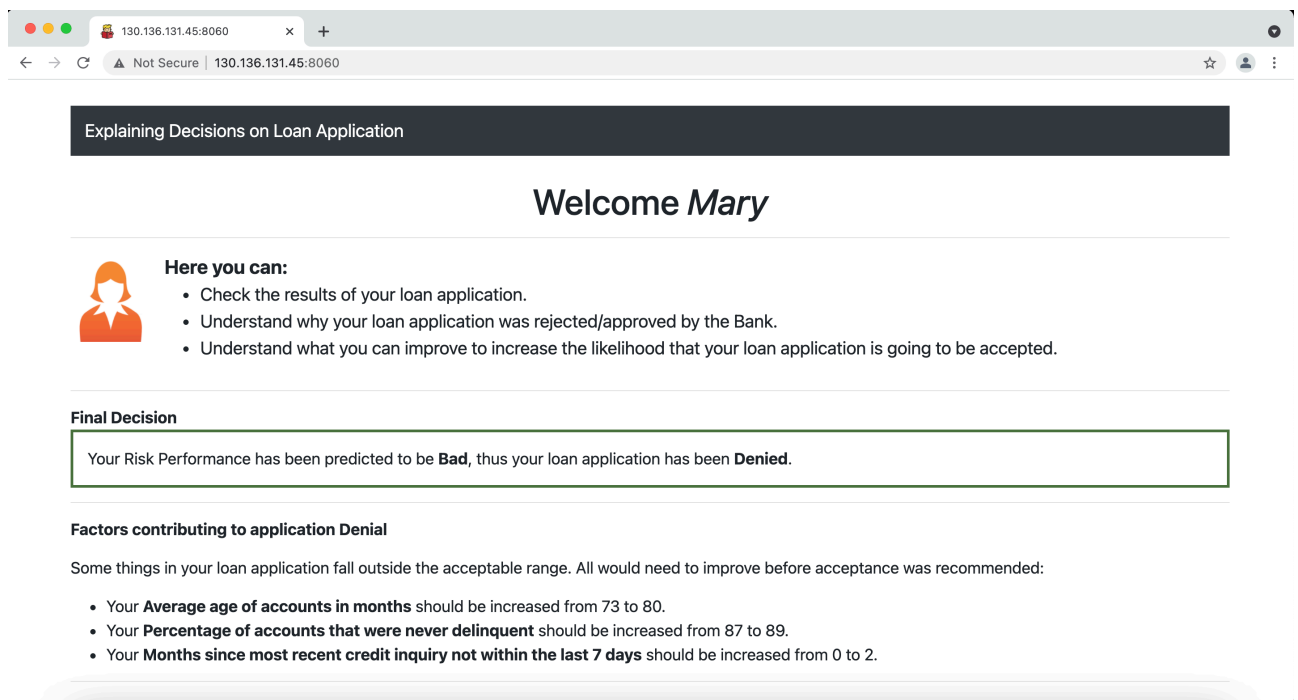 130.136.131.45:8060
Not Secure | 130.136.131.45:8060
Explaining Decisions on Loan Application
Welcome Mary
Here you can:
• Check the results of your loan application.
• Understand why your loan application was rejected/approved by the Bank.
• Understand what you can improve to increase the likelihood that your loan application is going to be accepted.
Final Decision
Your Risk Performance has been predicted to be Bad, thus your loan application has been Denied.
Factors contributing to application Denial
Some things in your loan application fall outside the acceptable range. All would need to improve before acceptance was recommended:
• Your Average age of accounts in months should be increased from 73 to 80.
• Your Percentage of accounts that were never delinquent should be increased from 87 to 89.
• Your Months since most recent credit inquiry not within the last 7 days should be increased from 0 to 2.